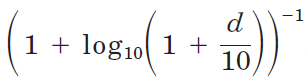 (1 + log₁₀(1 + d/10))⁻¹